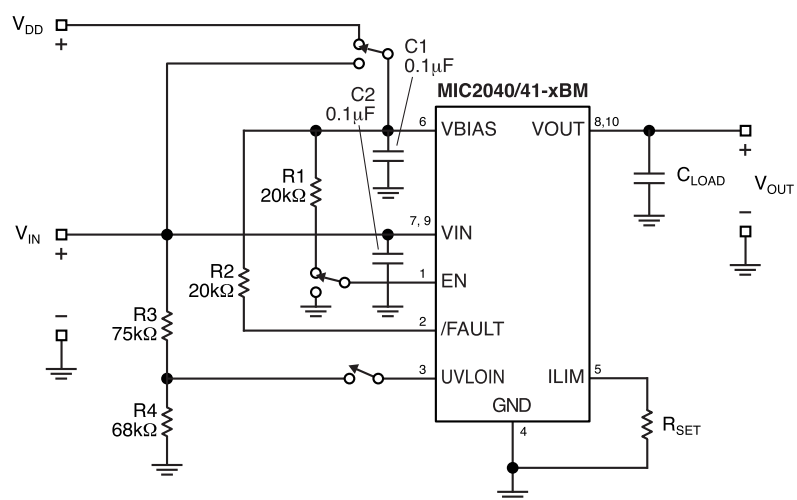 VDD
+
C1
0.1µF
C2
0.1µF
MIC2040/41-xBM
6
VBIAS
VOUT
8,10
+
CLOAD
VOUT
−
R1
20kΩ
VIN
+
7, 9
VIN
R2
20kΩ
1
EN
−
R3
75kΩ
2
/FAULT
3
UVLOIN
ILIM
5
R4
68kΩ
GND
4
RSET